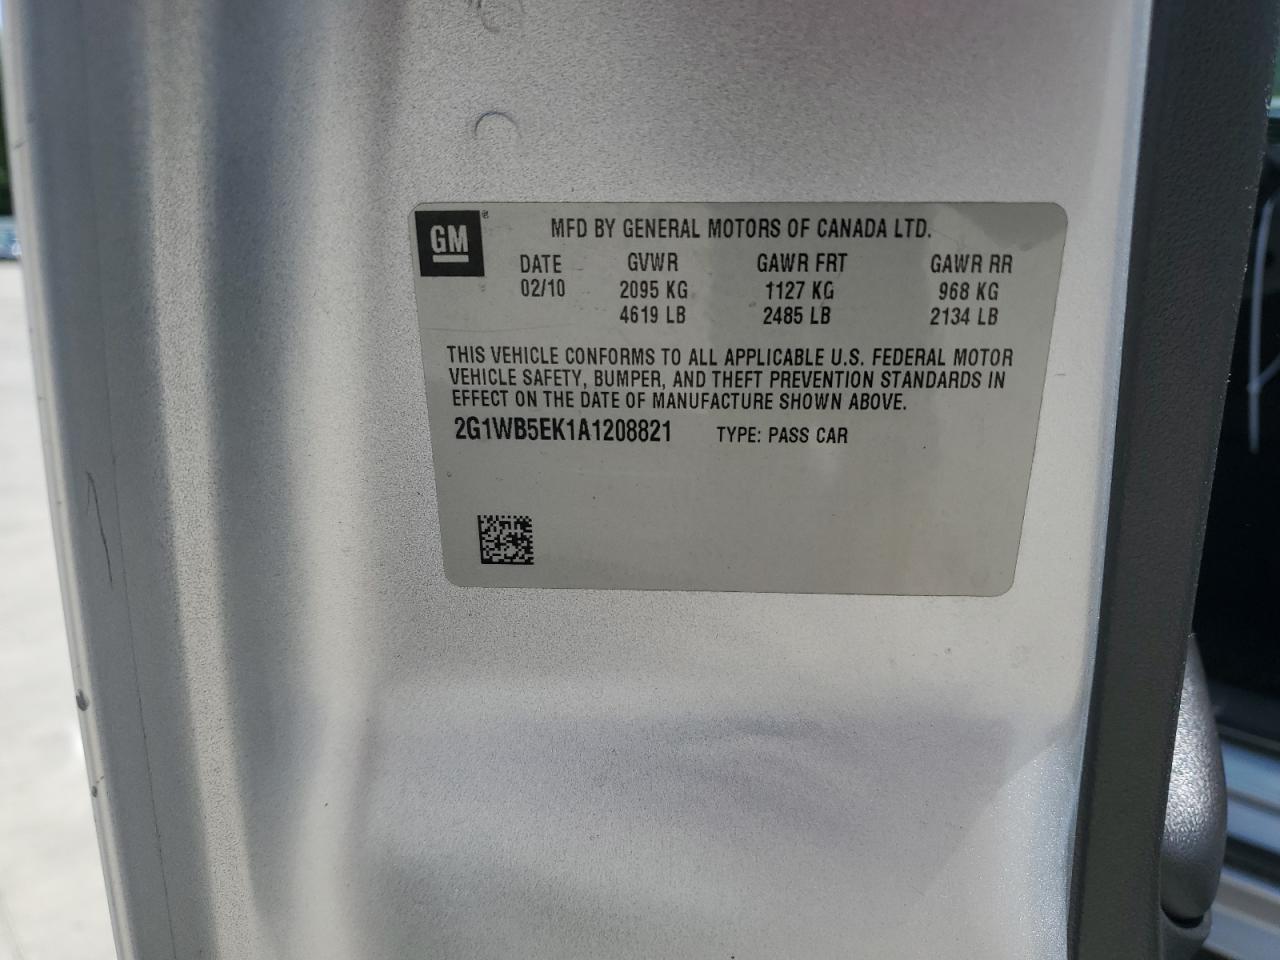 GM ®
MFD BY GENERAL MOTORS OF CANADA LTD.
DATE GVWR GAWR FRT GAWR RR
02/10 2095 KG 1127 KG 968 KG
4619 LB 2485 LB 2134 LB
THIS VEHICLE CONFORMS TO ALL APPLICABLE U.S. FEDERAL MOTOR
VEHICLE SAFETY, BUMPER, AND THEFT PREVENTION STANDARDS IN
EFFECT ON THE DATE OF MANUFACTURE SHOWN ABOVE.
2G1WB5EK1A1208821 TYPE: PASS CAR